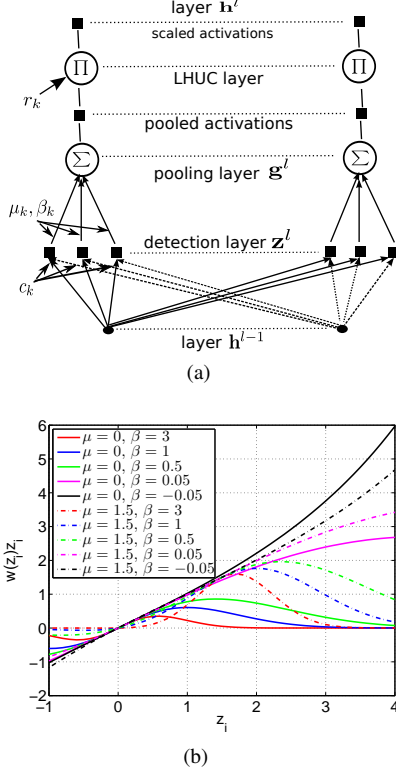 layer h^l
scaled activations
∏ ∏
LHUC layer
r_k
pooled activations
∑ ∑
pooling layer g^l
μ_k, β_k
detection layer z^l
c_k
layer h^{l−1}
(a)
6
5
4
3
2
1
0
−1
−2
μ = 0, β = 3
μ = 0, β = 1
μ = 0, β = 0.5
μ = 0, β = 0.05
μ = 0, β = −0.05
μ = 1.5, β = 3
μ = 1.5, β = 1
μ = 1.5, β = 0.5
μ = 1.5, β = 0.05
μ = 1.5, β = −0.05
w(z_i)z_i
−1 0 1 2 3 4
z_i
(b)